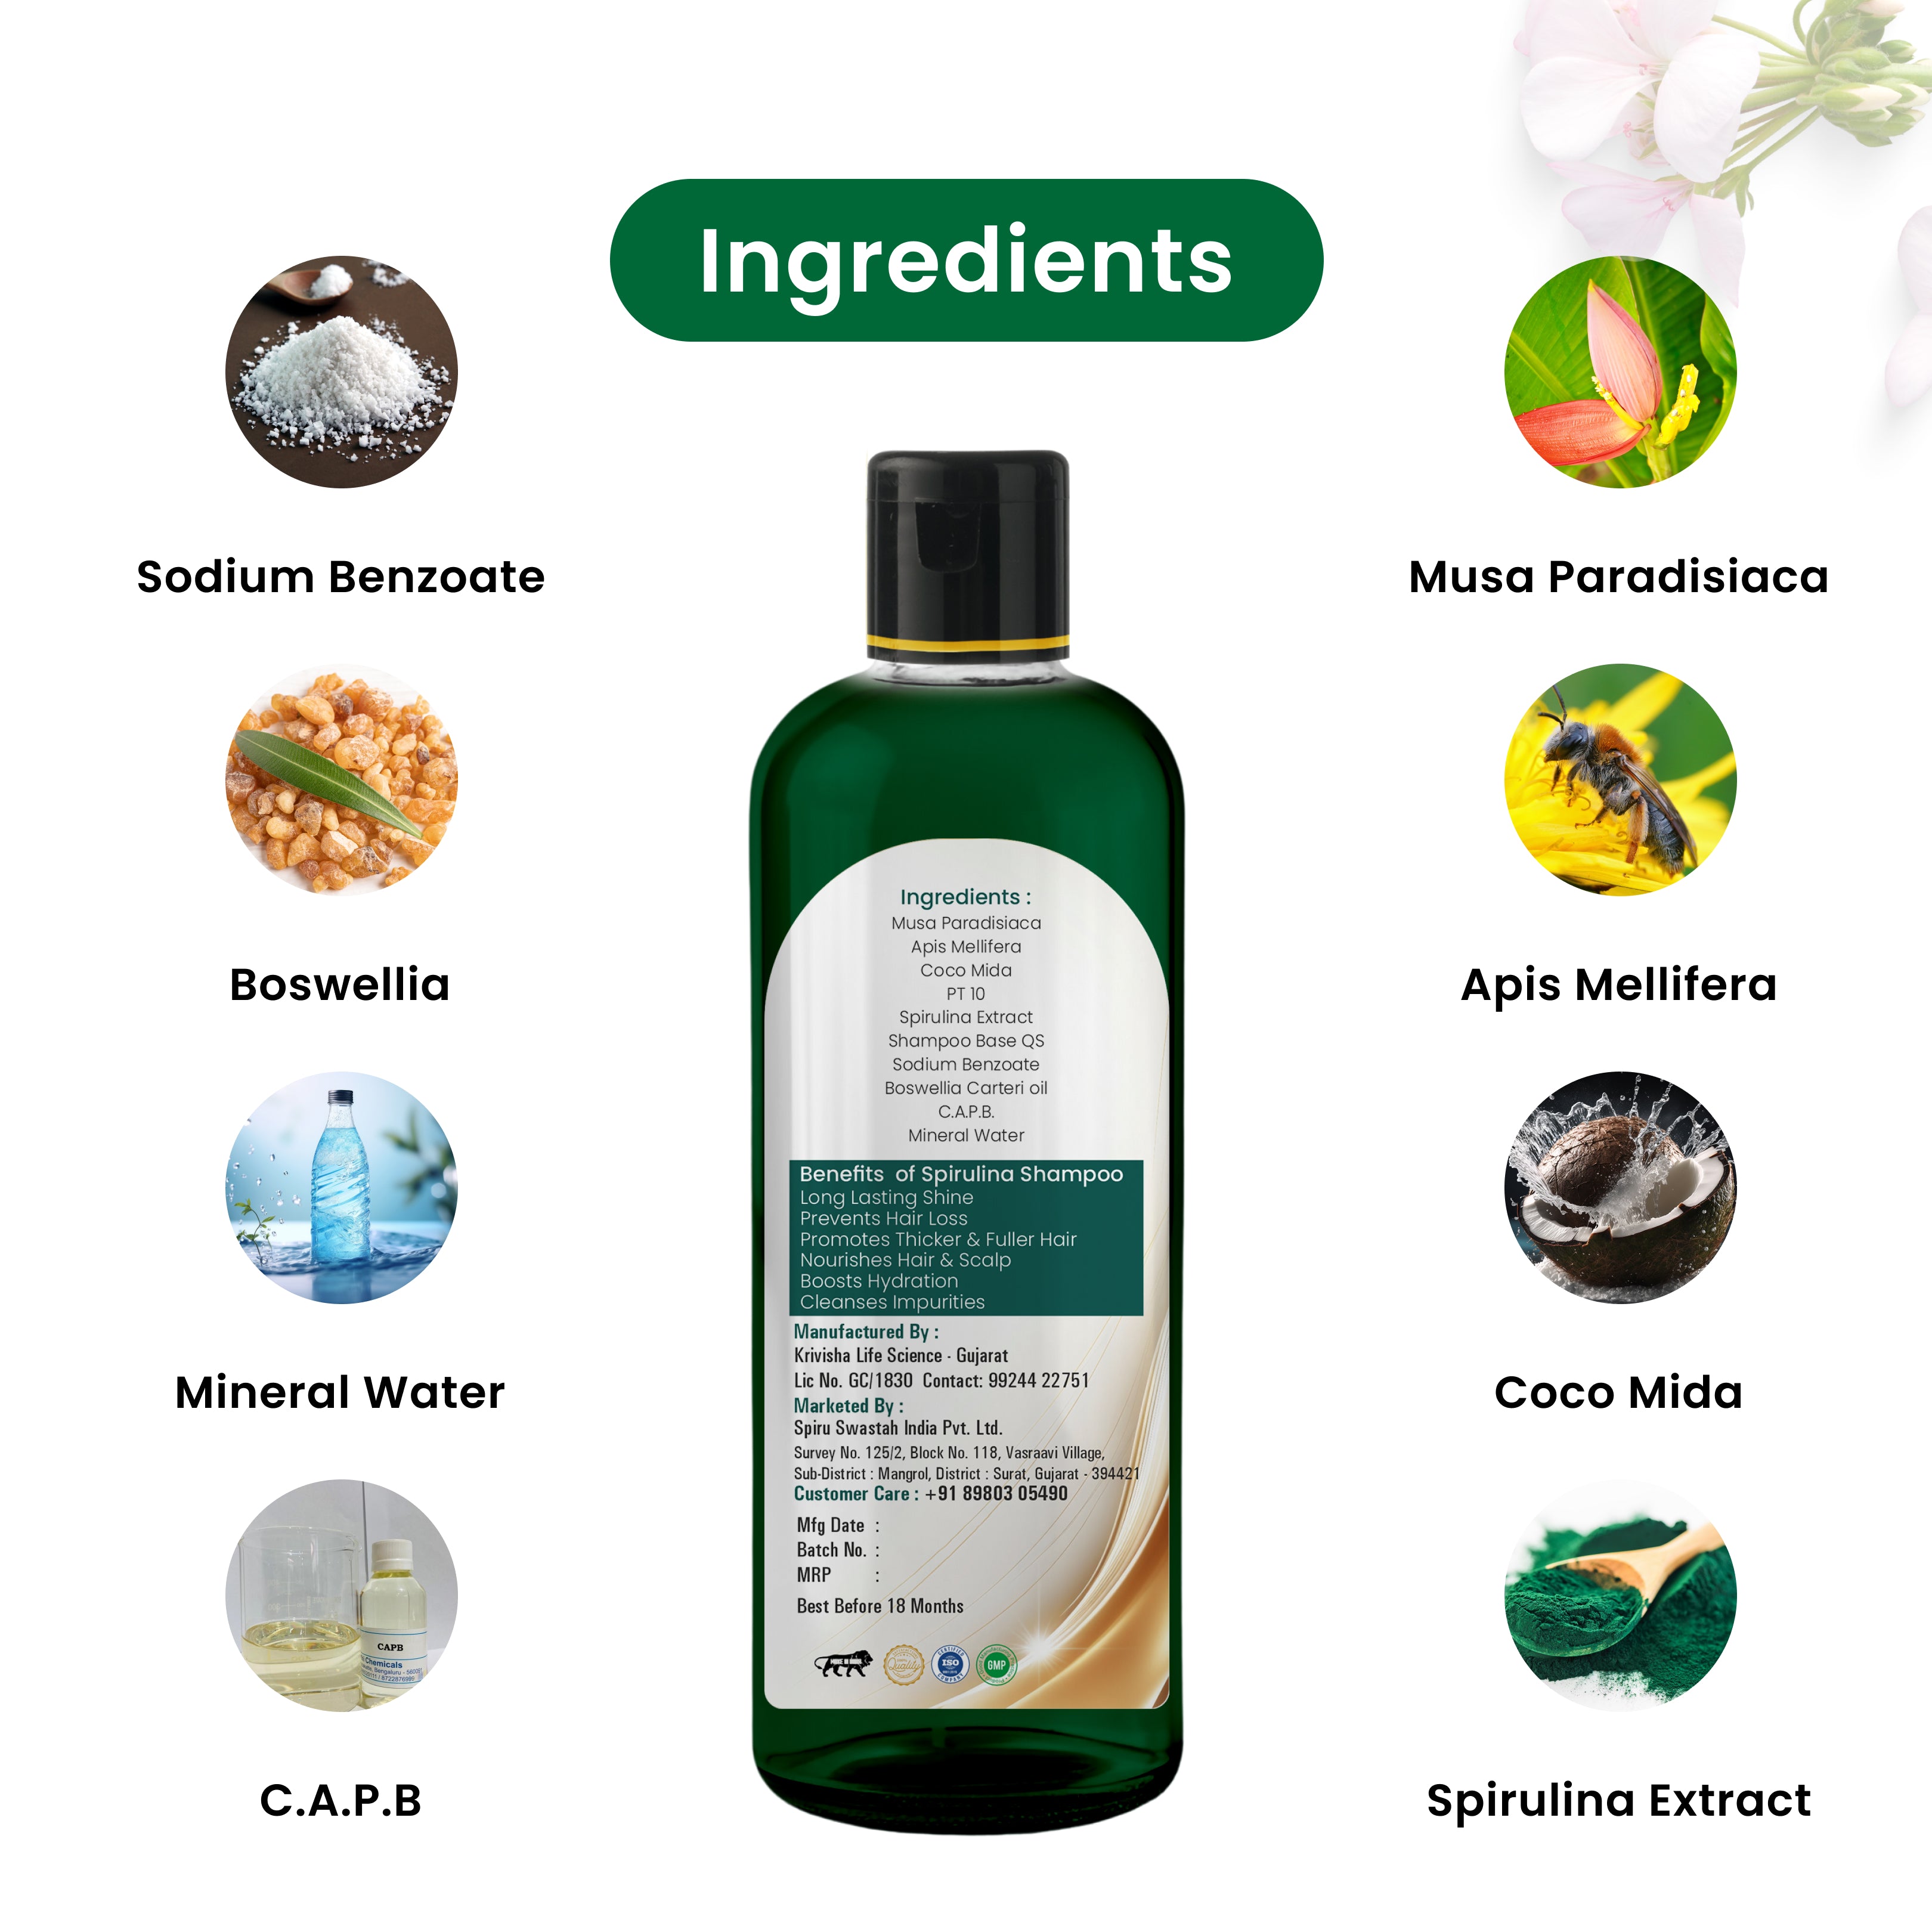 Ingredients
Sodium Benzoate
Boswellia
Mineral Water
CAPB
Chemicals
C.A.P.B
Musa Paradisiaca
Apis Mellifera
Coco Mida
Spirulina Extract
Ingredients :
Musa Paradisiaca
Apis Mellifera
Coco Mida
PT 10
Spirulina Extract
Shampoo Base QS
Sodium Benzoate
Boswellia Carteri oil
C.A.P.B.
Mineral Water
Benefits of Spirulina Shampoo
Long Lasting Shine
Prevents Hair Loss
Promotes Thicker & Fuller Hair
Nourishes Hair & Scalp
Boosts Hydration
Cleanses Impurities
Manufactured By :
Krivisha Life Science - Gujarat
Lic No. GC/1830 Contact: 99244 22751
Marketed By :
Spiru Swastah India Pvt. Ltd.
Survey No. 125/2, Block No. 118, Vasraavi Village,
Sub-District : Mangrol, District : Surat, Gujarat - 394421
Customer Care : +91 89803 05490
Mfg Date :
Batch No. :
MRP :
Best Before 18 Months
Quality
CERTIFIED
ISO
COMPANY
GMP